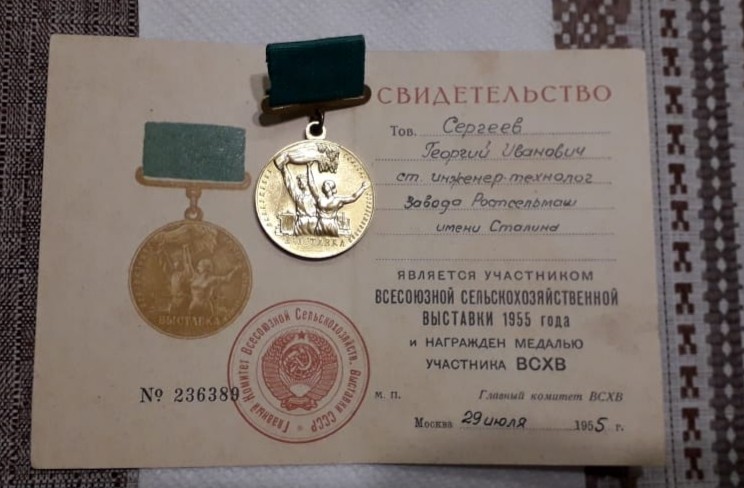 СВИДЕТЕЛЬСТВО
Тов. Сергеев
Георгий Иванович
ст. инженер-технолог
завода Ростсельмаш
имени Сталина
ЯВЛЯЕТСЯ УЧАСТНИКОМ
ВСЕСОЮЗНОЙ СЕЛЬСКОХОЗЯЙСТВЕННОЙ
ВЫСТАВКИ 1955 года
и НАГРАЖДЕН МЕДАЛЬЮ
УЧАСТНИКА ВСХВ
м. п. Главный комитет ВСХВ
Москва 29 июля 1955 г.
ВЫСТАВКА
ВЫСТАВКА
№ 236389
Главный Комитет Всесоюзной Сельскохозяйств. Выставки СССР